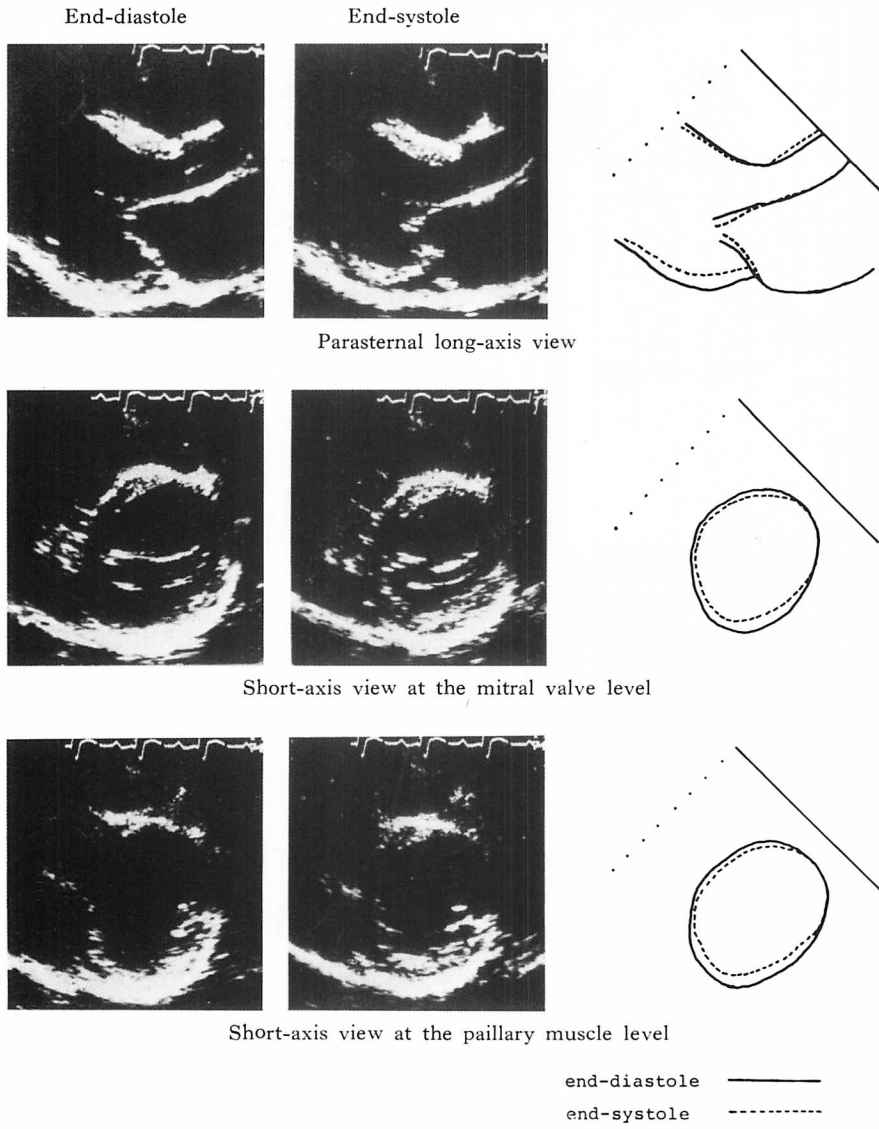 End-diastole End-systole
Parasternal long-axis view
Short-axis view at the mitral valve level
Short-axis view at the paillary muscle level
end-diastole
end-systole